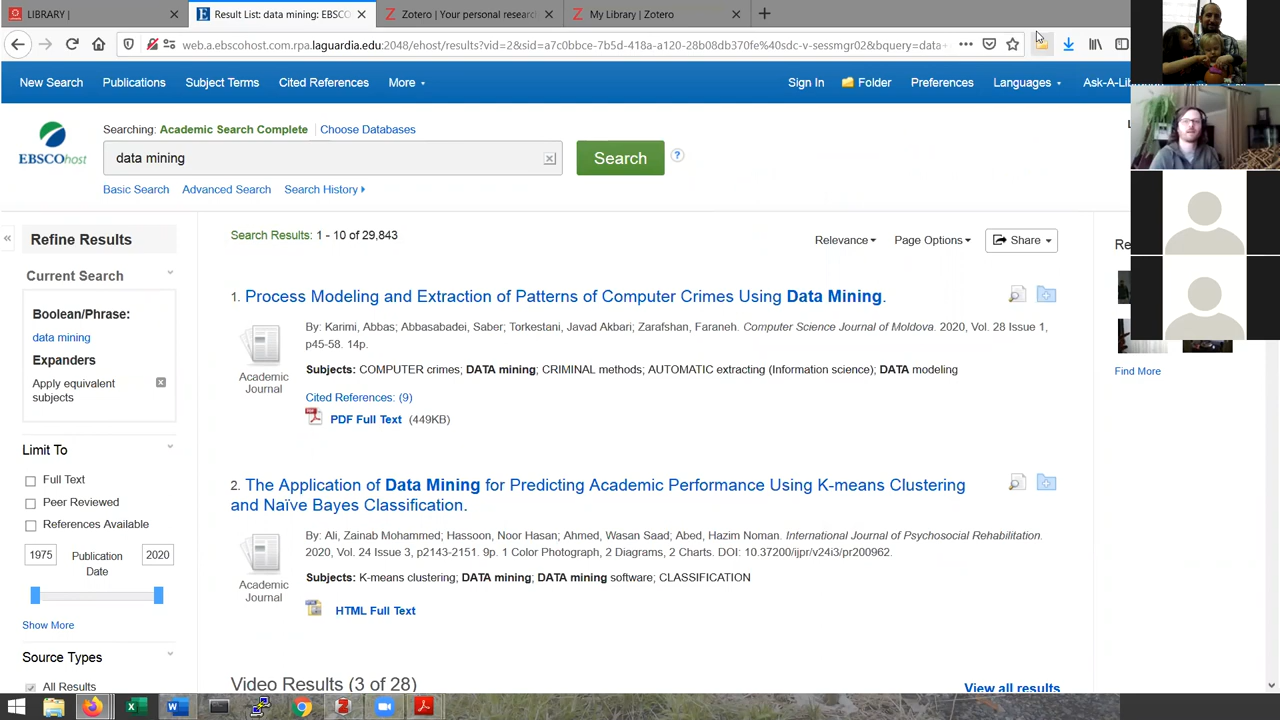 LIBRARY |
Result List: data mining: EBSCO
Zotero | Your personal researc
My Library | Zotero
web.a.ebscohost.com.rpa.laguardia.edu:2048/ehost/results?vid=2&sid=a7c0bbce-7b5d-418a-a120-28b08db370fe%40sdc-v-sessmgr02&bquery=data
New Search
Publications
Subject Terms
Cited References
More
Sign In
Folder
Preferences
Languages
Ask-A-Li
EBSCOhost
Searching: Academic Search Complete
Choose Databases
data mining
Search
?
Basic Search
Advanced Search
Search History
Refine Results
Current Search
Boolean/Phrase:
data mining
Expanders
Apply equivalent
subjects
Limit To
Full Text
Peer Reviewed
References Available
1975
Publication
Date
2020
Show More
Source Types
All Results
Search Results: 1 - 10 of 29,843
Relevance
Page Options
Share
1. Process Modeling and Extraction of Patterns of Computer Crimes Using Data Mining.
By: Karimi, Abbas; Abbasabadei, Saber; Torkestani, Javad Akbari; Zarafshan, Faraneh. Computer Science Journal of Moldova. 2020, Vol. 28 Issue 1,
p45-58. 14p.
Subjects: COMPUTER crimes; DATA mining; CRIMINAL methods; AUTOMATIC extracting (Information science); DATA modeling
Academic
Journal
Cited References: (9)
PDF Full Text (449KB)
2. The Application of Data Mining for Predicting Academic Performance Using K-means Clustering
and Naïve Bayes Classification.
By: Ali, Zainab Mohammed; Hassoon, Noor Hasan; Ahmed, Wasan Saad; Abed, Hazim Noman. International Journal of Psychosocial Rehabilitation.
2020, Vol. 24 Issue 3, p2143-2151. 9p. 1 Color Photograph, 2 Diagrams, 2 Charts. DOI: 10.37200/ijpr/v24i3/pr200962.
Subjects: K-means clustering; DATA mining; DATA mining software; CLASSIFICATION
Academic
Journal
HTML Full Text
Video Results (3 of 28)
View all results
Re
Find More